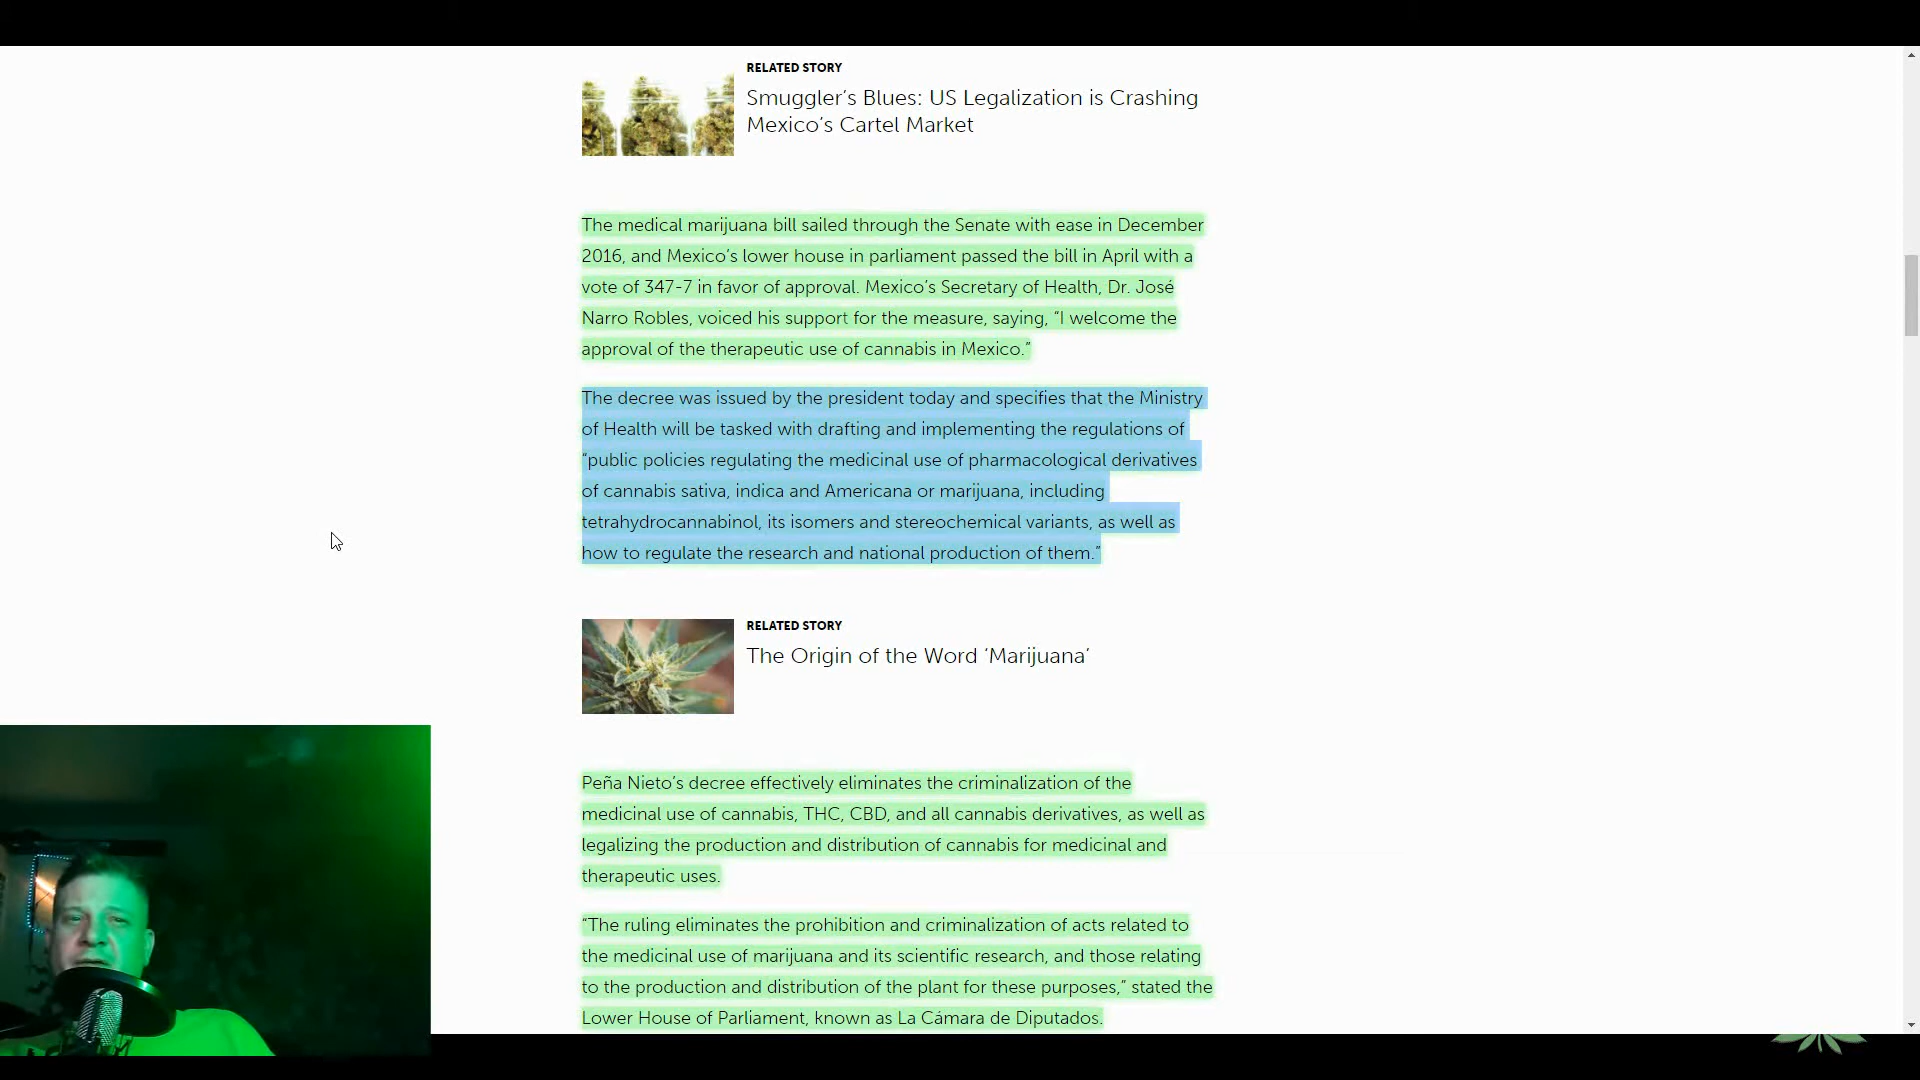 RELATED STORY
Smuggler’s Blues: US Legalization is Crashing
Mexico’s Cartel Market
The medical marijuana bill sailed through the Senate with ease in December
2016, and Mexico’s lower house in parliament passed the bill in April with a
vote of 347-7 in favor of approval. Mexico’s Secretary of Health, Dr. José
Narro Robles, voiced his support for the measure, saying, “I welcome the
approval of the therapeutic use of cannabis in Mexico.”
The decree was issued by the president today and specifies that the Ministry
of Health will be tasked with drafting and implementing the regulations of
“public policies regulating the medicinal use of pharmacological derivatives
of cannabis sativa, indica and Americana or marijuana, including
tetrahydrocannabinol, its isomers and stereochemical variants, as well as
how to regulate the research and national production of them.”
RELATED STORY
The Origin of the Word ‘Marijuana’
Peña Nieto’s decree effectively eliminates the criminalization of the
medicinal use of cannabis, THC, CBD, and all cannabis derivatives, as well as
legalizing the production and distribution of cannabis for medicinal and
therapeutic uses.
“The ruling eliminates the prohibition and criminalization of acts related to
the medicinal use of marijuana and its scientific research, and those relating
to the production and distribution of the plant for these purposes,” stated the
Lower House of Parliament, known as La Cámara de Diputados.